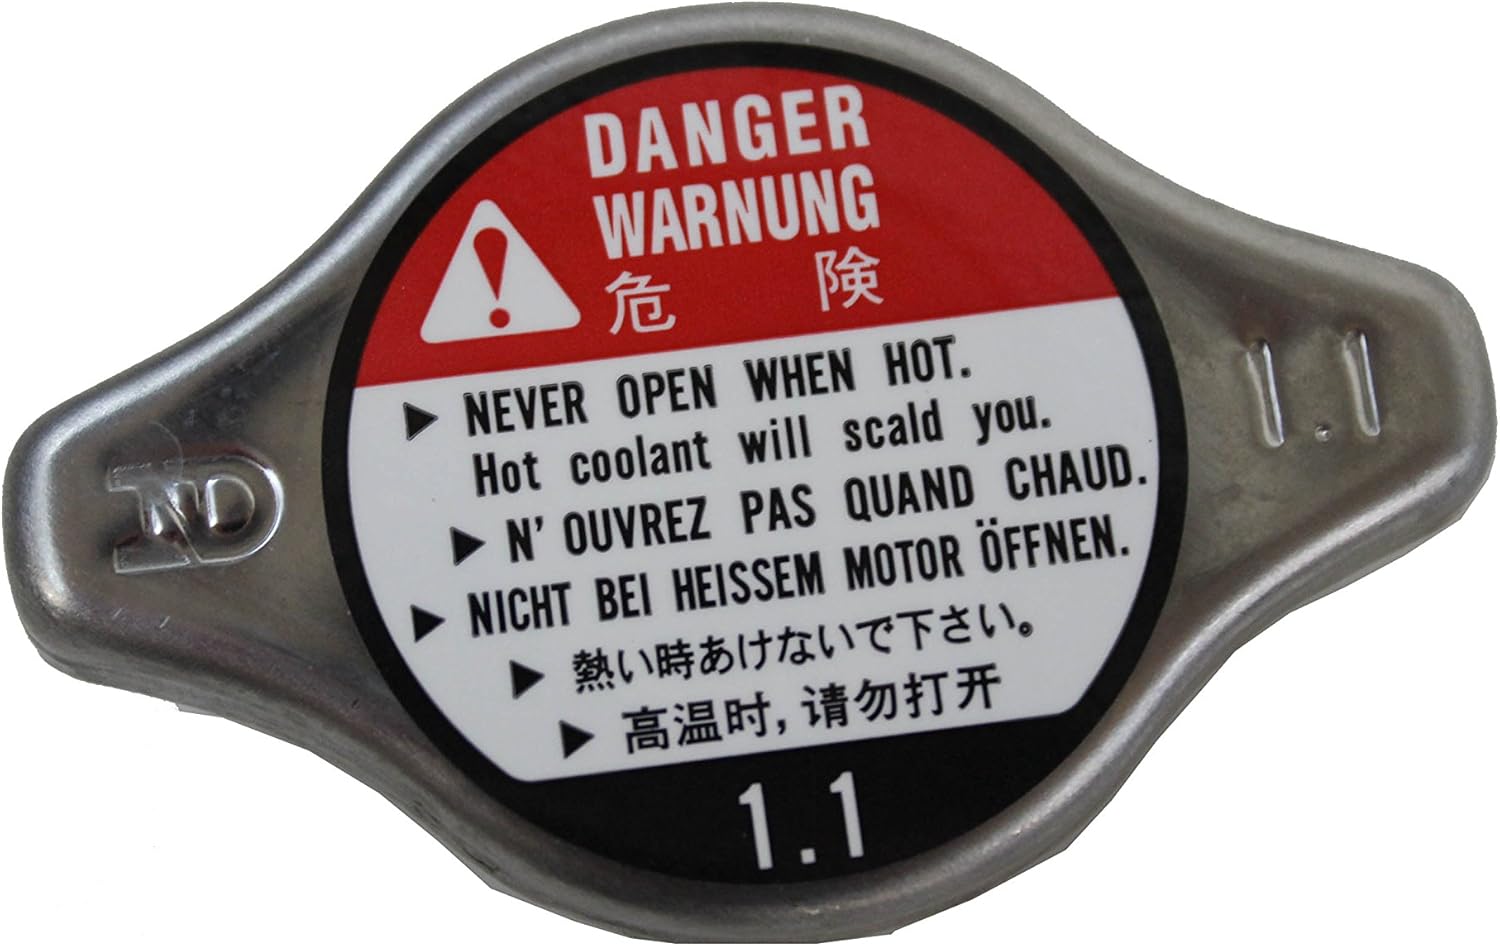 DANGER
WARNUNG
危 険
▶ NEVER OPEN WHEN HOT.
Hot coolant will scald you.
▶ N' OUVREZ PAS QUAND CHAUD.
▶ NICHT BEI HEISSEM MOTOR ÖFFNEN.
▶ 熱い時あけないで下さい。
▶ 高温时,请勿打开
1.1
ND
1.1